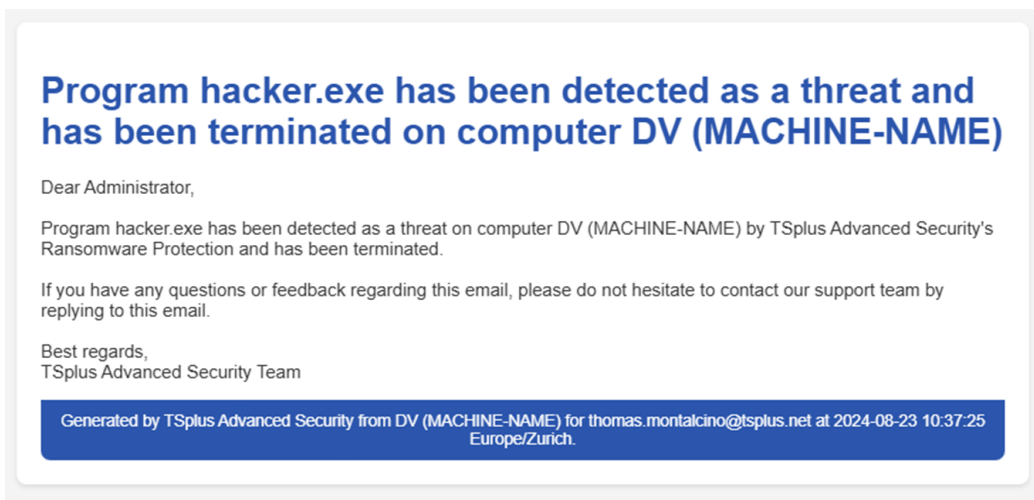 Program hacker.exe has been detected as a threat and
has been terminated on computer DV (MACHINE-NAME)
Dear Administrator,
Program hacker.exe has been detected as a threat on computer DV (MACHINE-NAME) by TSplus Advanced Security's
Ransomware Protection and has been terminated.
If you have any questions or feedback regarding this email, please do not hesitate to contact our support team by
replying to this email.
Best regards,
TSplus Advanced Security Team
Generated by TSplus Advanced Security from DV (MACHINE-NAME) for thomas.montalcino@tsplus.net at 2024-08-23 10:37:25
Europe/Zurich.